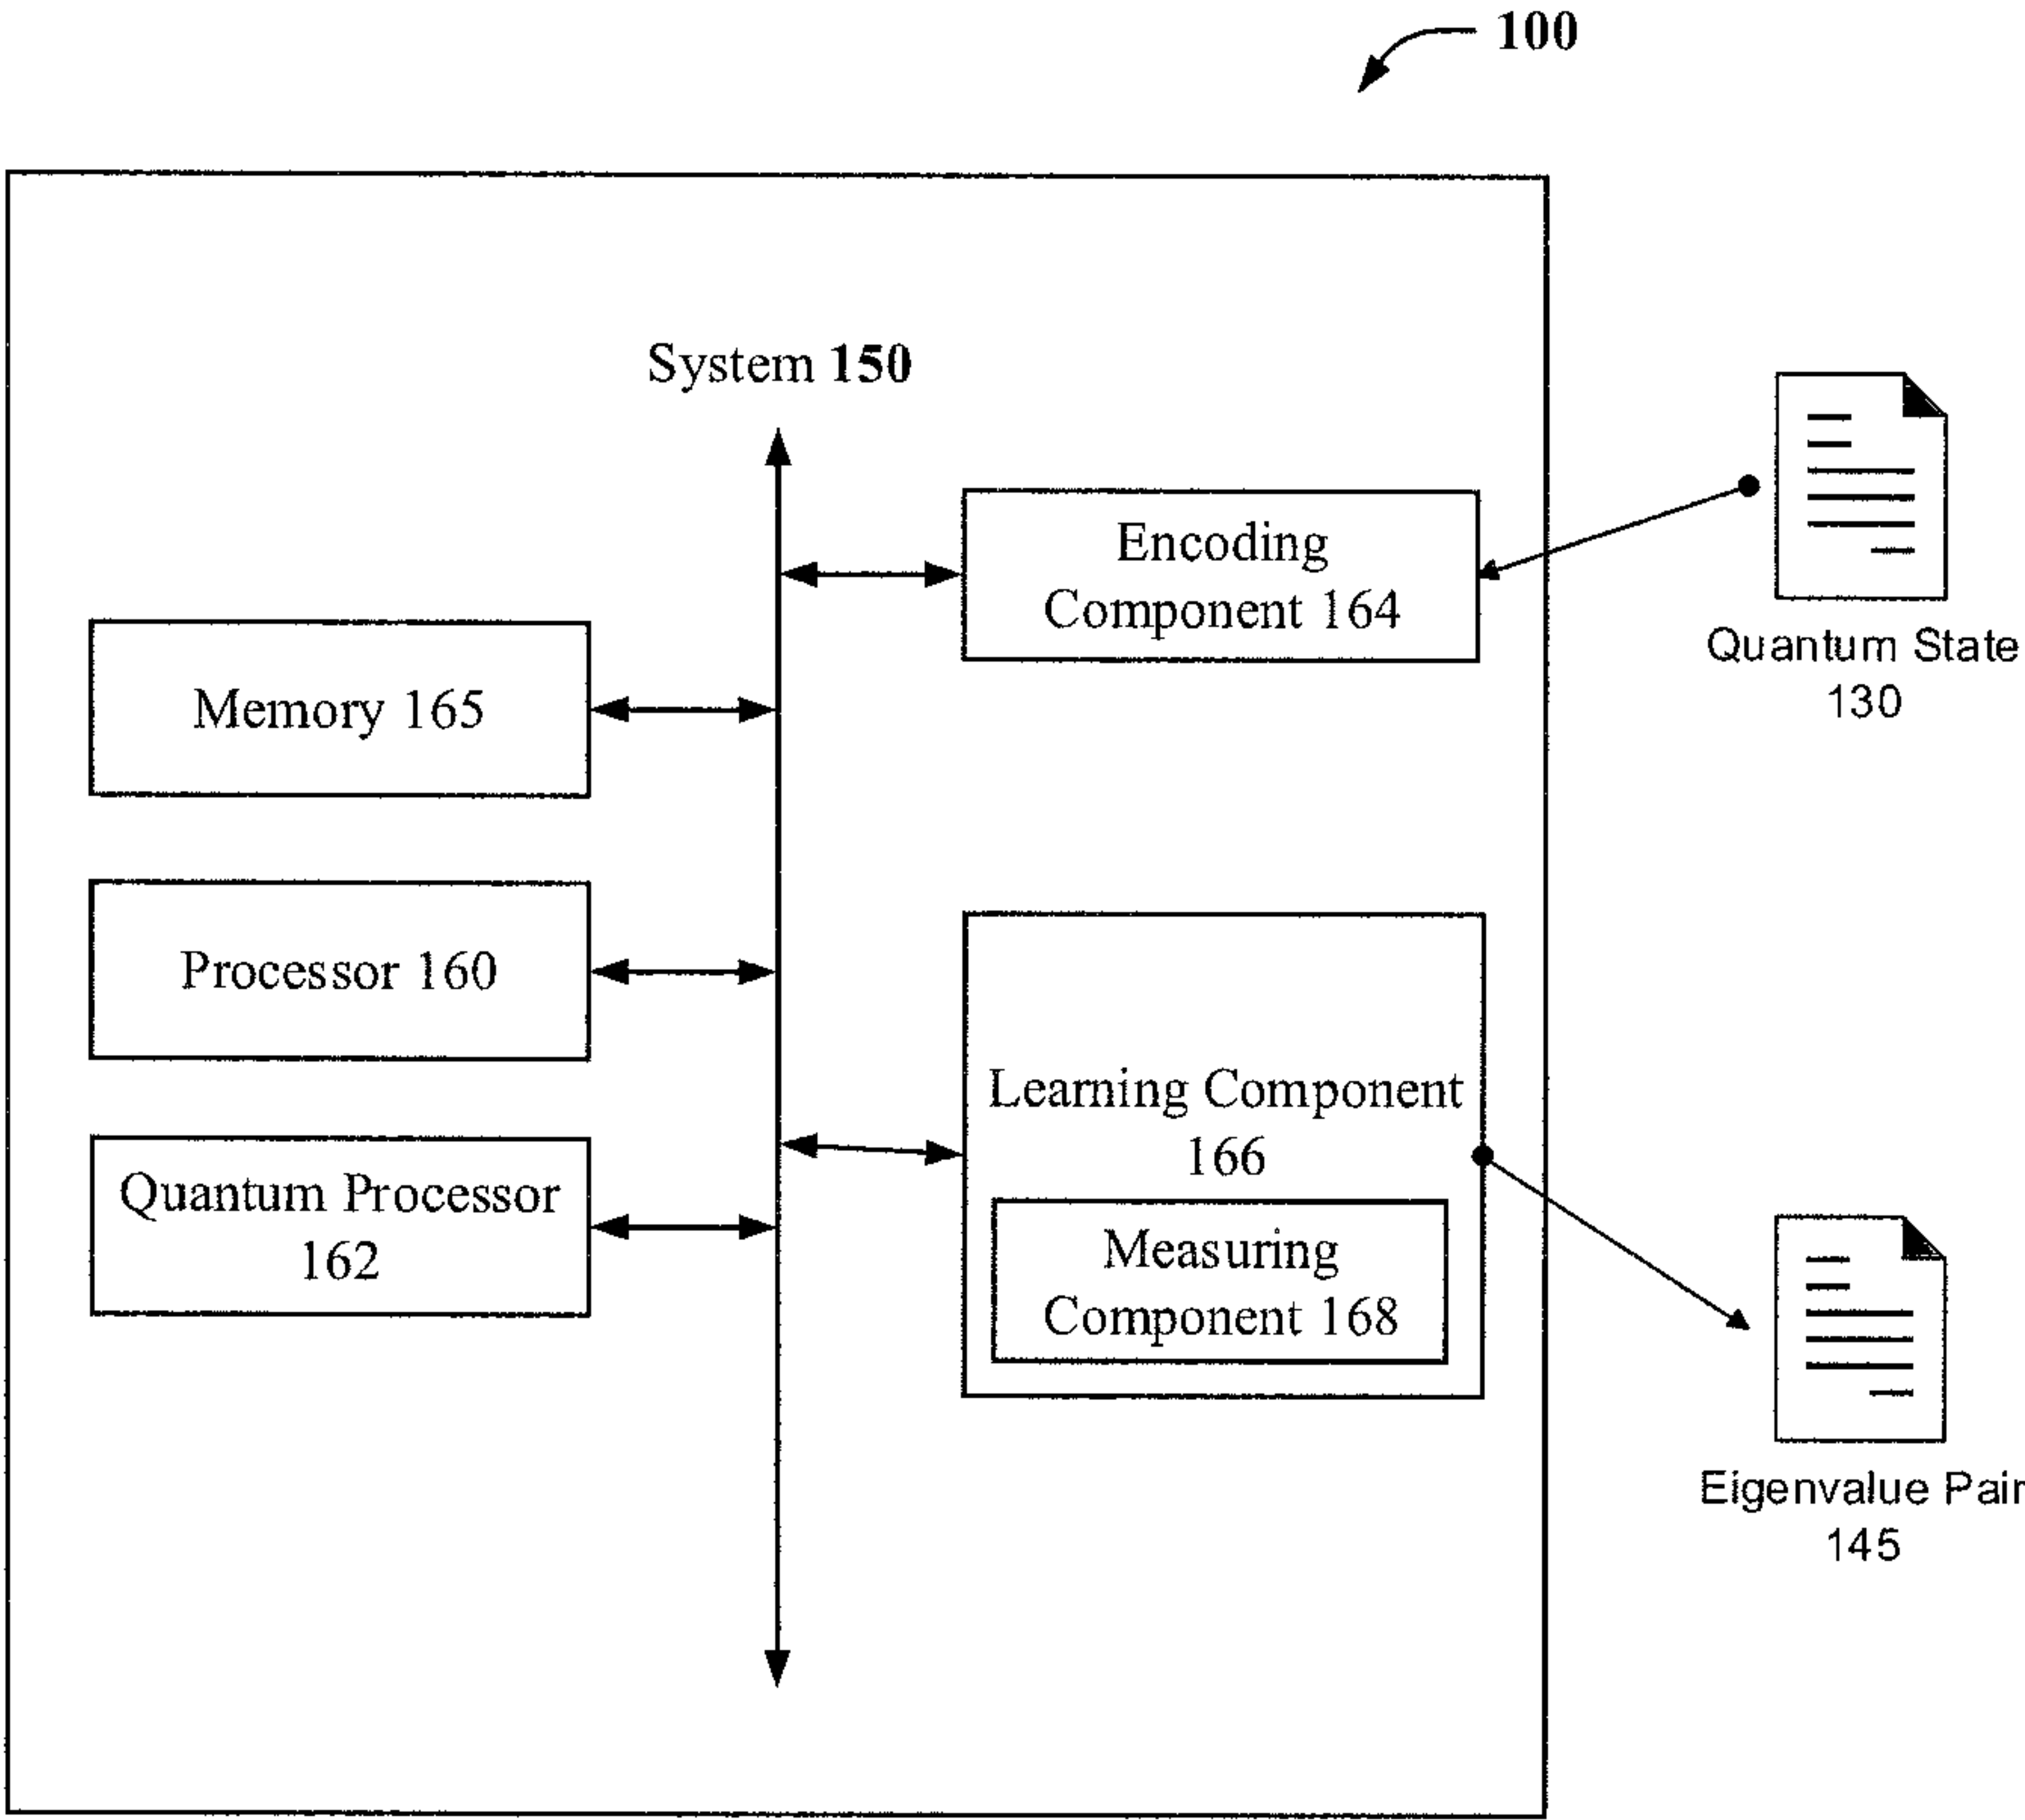 100
System 150
Encoding
Component 164
Quantum State
130
Memory 165
Processor 160
Learning Component
166
Quantum Processor
162
Measuring
Component 168
Eigenvalue Pair
145